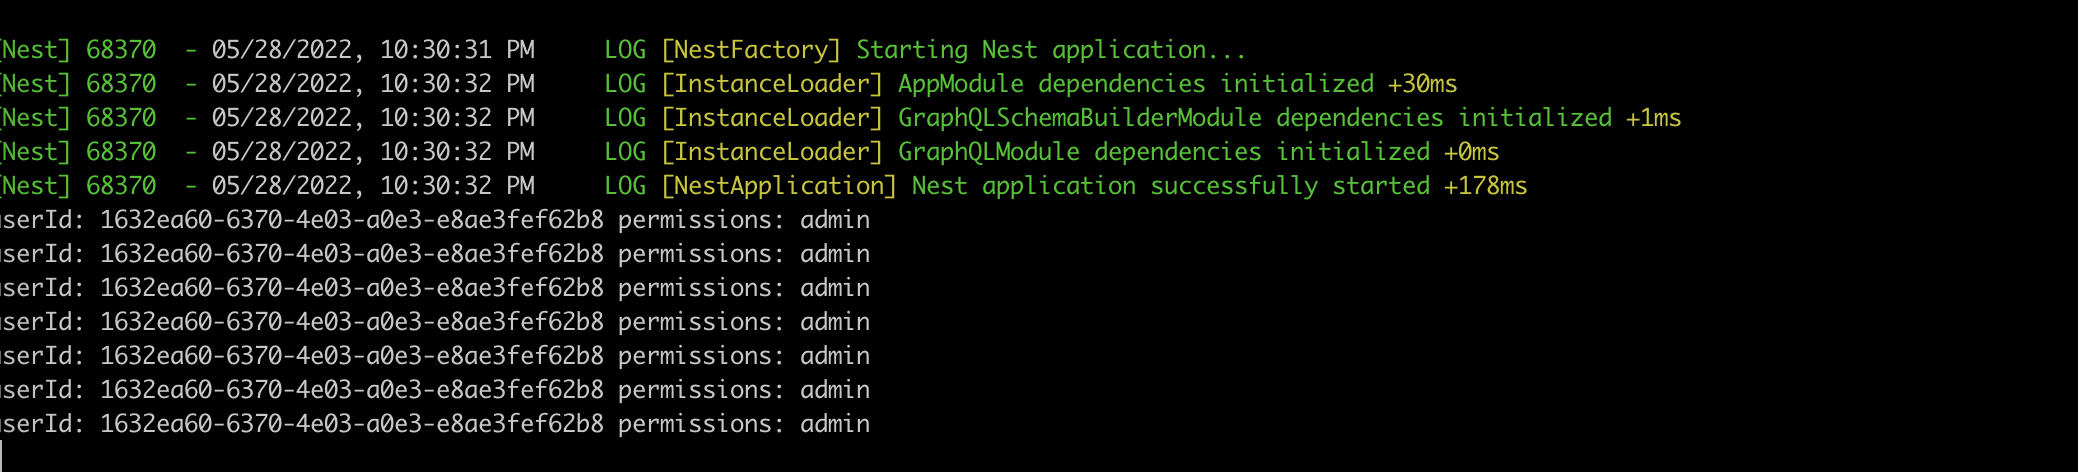 [Nest] 68370  - 05/28/2022, 10:30:31 PM     LOG [NestFactory] Starting Nest application...
[Nest] 68370  - 05/28/2022, 10:30:32 PM     LOG [InstanceLoader] AppModule dependencies initialized +30ms
[Nest] 68370  - 05/28/2022, 10:30:32 PM     LOG [InstanceLoader] GraphQLSchemaBuilderModule dependencies initialized +1ms
[Nest] 68370  - 05/28/2022, 10:30:32 PM     LOG [InstanceLoader] GraphQLModule dependencies initialized +0ms
[Nest] 68370  - 05/28/2022, 10:30:32 PM     LOG [NestApplication] Nest application successfully started +178ms
userId: 1632ea60-6370-4e03-a0e3-e8ae3fef62b8 permissions: admin
userId: 1632ea60-6370-4e03-a0e3-e8ae3fef62b8 permissions: admin
userId: 1632ea60-6370-4e03-a0e3-e8ae3fef62b8 permissions: admin
userId: 1632ea60-6370-4e03-a0e3-e8ae3fef62b8 permissions: admin
userId: 1632ea60-6370-4e03-a0e3-e8ae3fef62b8 permissions: admin
userId: 1632ea60-6370-4e03-a0e3-e8ae3fef62b8 permissions: admin
userId: 1632ea60-6370-4e03-a0e3-e8ae3fef62b8 permissions: admin